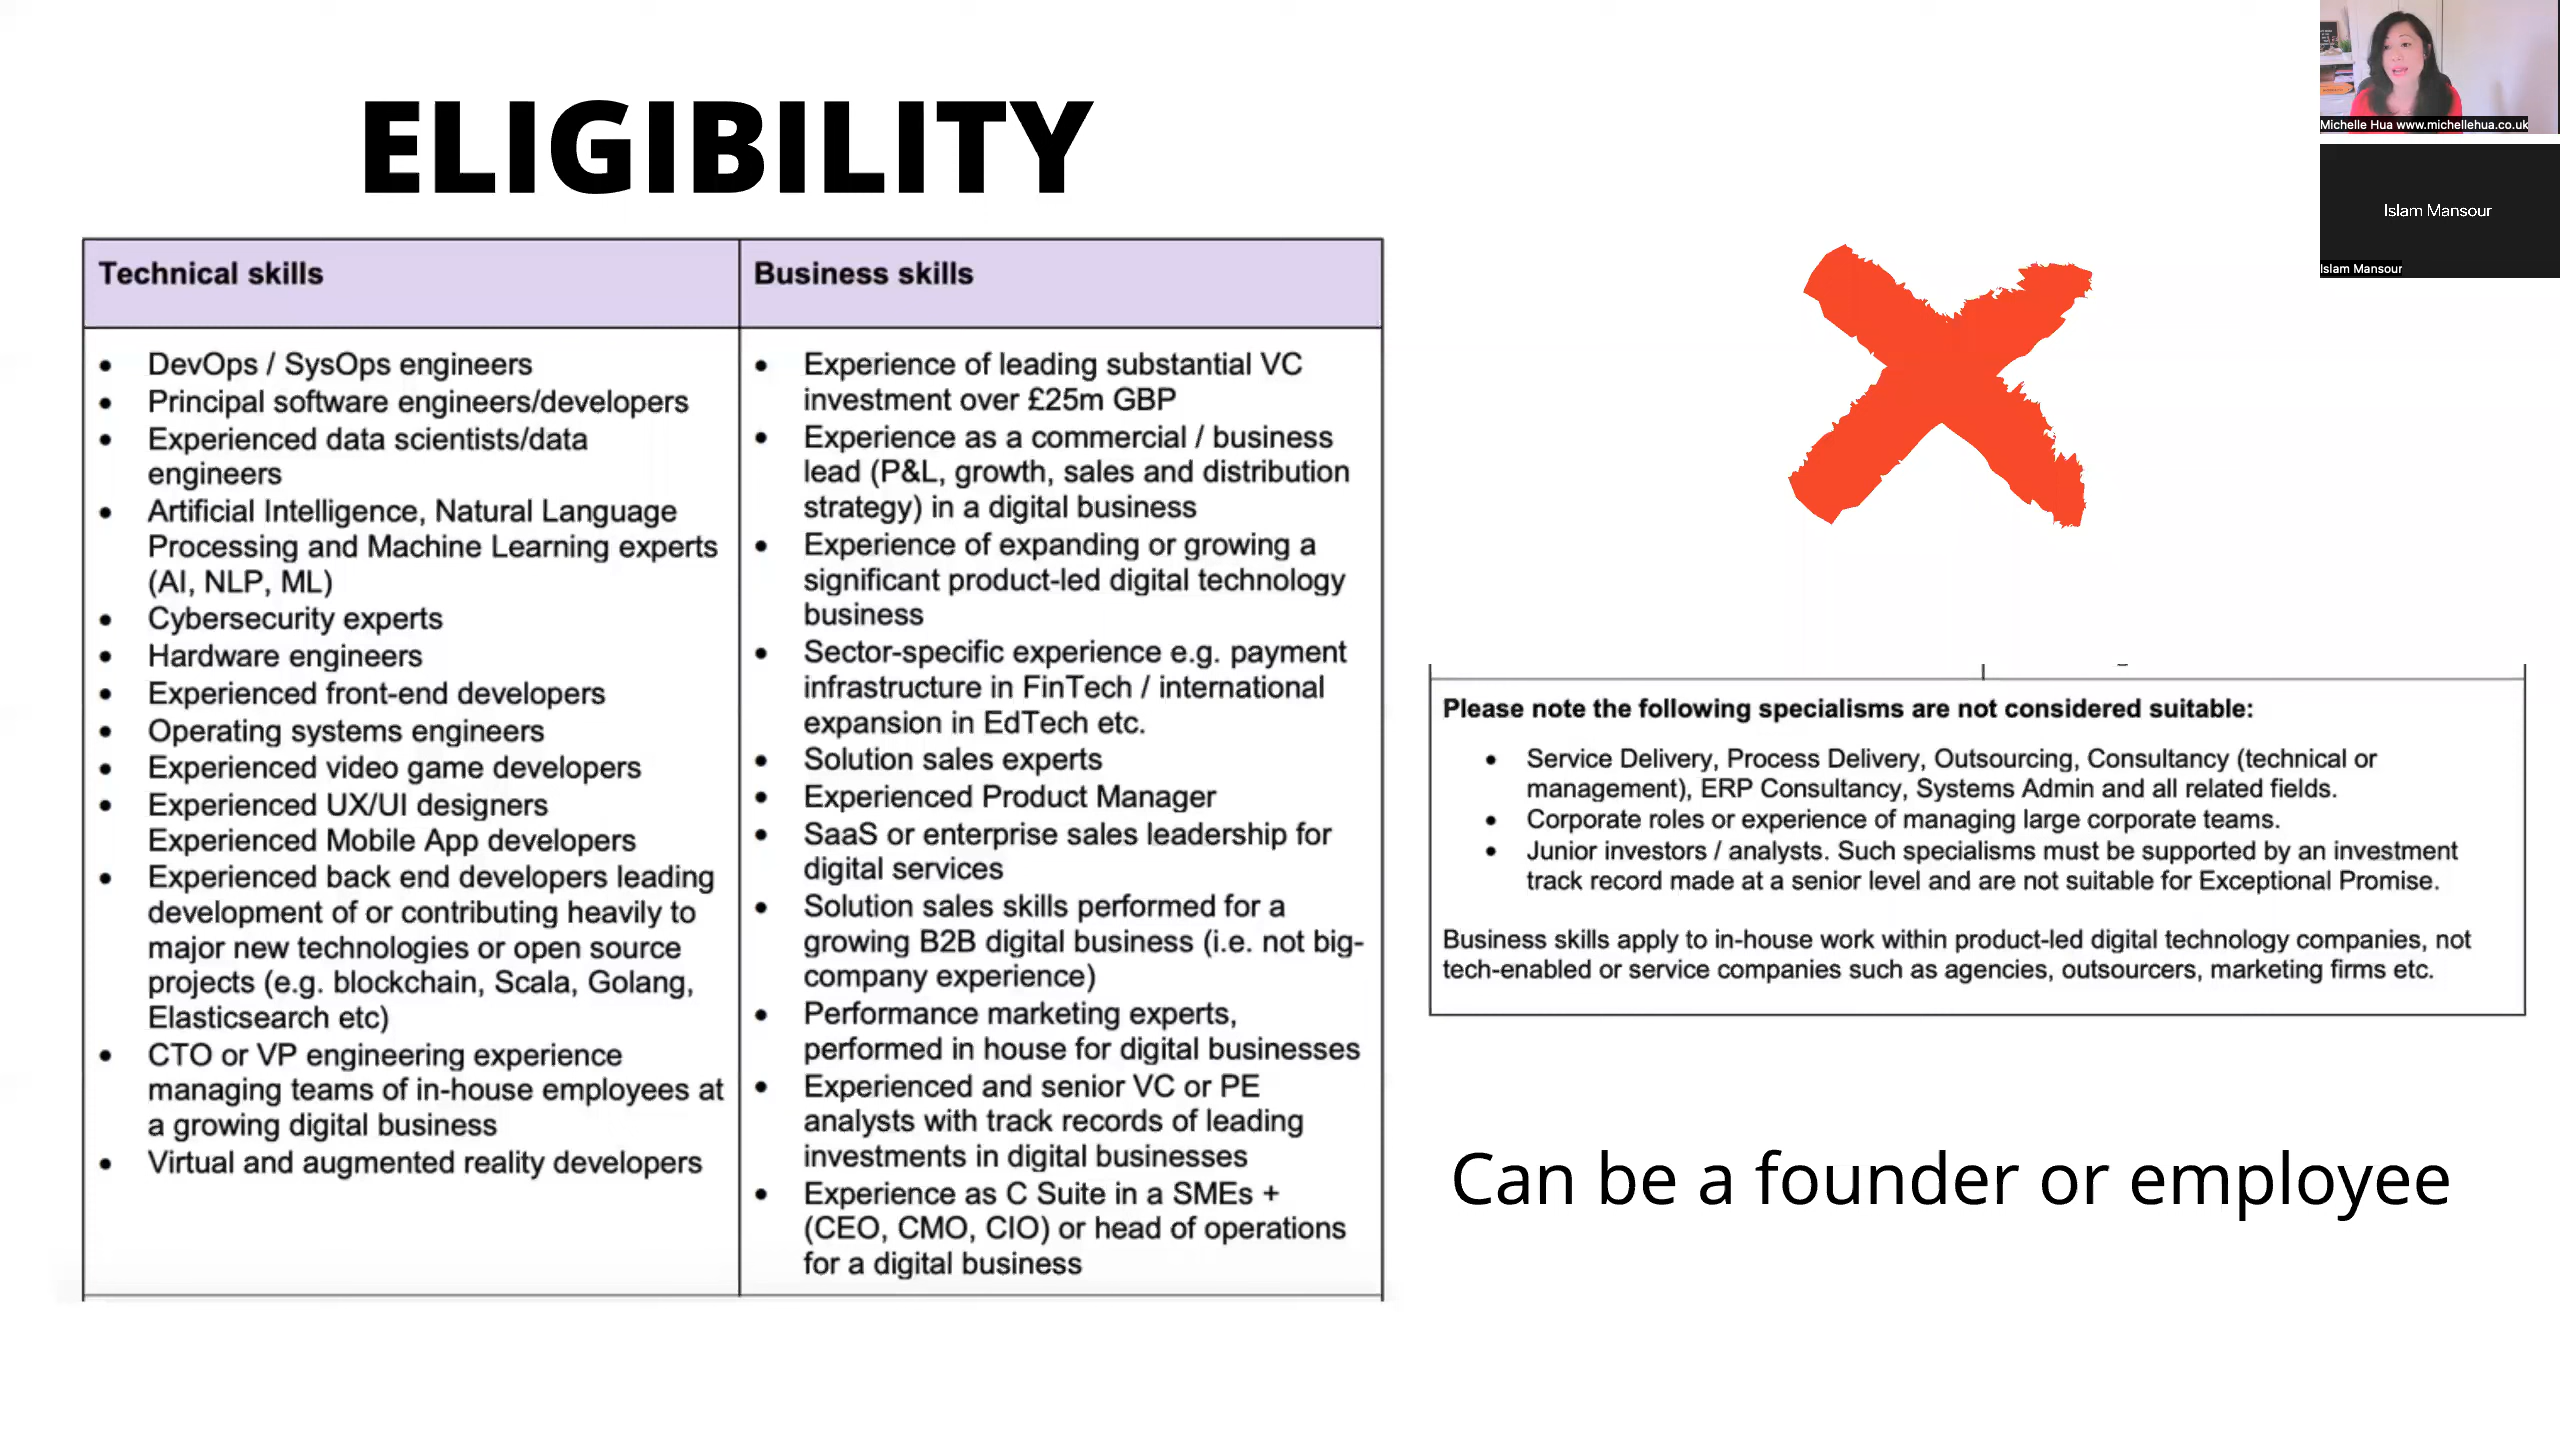 ELIGIBILITY
Technical skills
• DevOps / SysOps engineers
• Principal software engineers/developers
• Experienced data scientists/data
engineers
• Artificial Intelligence, Natural Language
Processing and Machine Learning experts
(AI, NLP, ML)
• Cybersecurity experts
• Hardware engineers
• Experienced front-end developers
• Operating systems engineers
• Experienced video game developers
• Experienced UX/UI designers
Experienced Mobile App developers
• Experienced back end developers leading
development of or contributing heavily to
major new technologies or open source
projects (e.g. blockchain, Scala, Golang,
Elasticsearch etc)
• CTO or VP engineering experience
managing teams of in-house employees at
a growing digital business
• Virtual and augmented reality developers
Business skills
• Experience of leading substantial VC
investment over £25m GBP
• Experience as a commercial / business
lead (P&L, growth, sales and distribution
strategy) in a digital business
• Experience of expanding or growing a
significant product-led digital technology
business
• Sector-specific experience e.g. payment
infrastructure in FinTech / international
expansion in EdTech etc.
• Solution sales experts
• Experienced Product Manager
• SaaS or enterprise sales leadership for
digital services
• Solution sales skills performed for a
growing B2B digital business (i.e. not big-
company experience)
• Performance marketing experts,
performed in house for digital businesses
• Experienced and senior VC or PE
analysts with track records of leading
investments in digital businesses
• Experience as C Suite in a SMEs +
(CEO, CMO, CIO) or head of operations
for a digital business
Please note the following specialisms are not considered suitable:
• Service Delivery, Process Delivery, Outsourcing, Consultancy (technical or
management), ERP Consultancy, Systems Admin and all related fields.
• Corporate roles or experience of managing large corporate teams.
• Junior investors / analysts. Such specialisms must be supported by an investment
track record made at a senior level and are not suitable for Exceptional Promise.
Business skills apply to in-house work within product-led digital technology companies, not
tech-enabled or service companies such as agencies, outsourcers, marketing firms etc.
Can be a founder or employee
Michelle Hua www.michellehua.co.uk
Islam Mansour
Islam Mansour